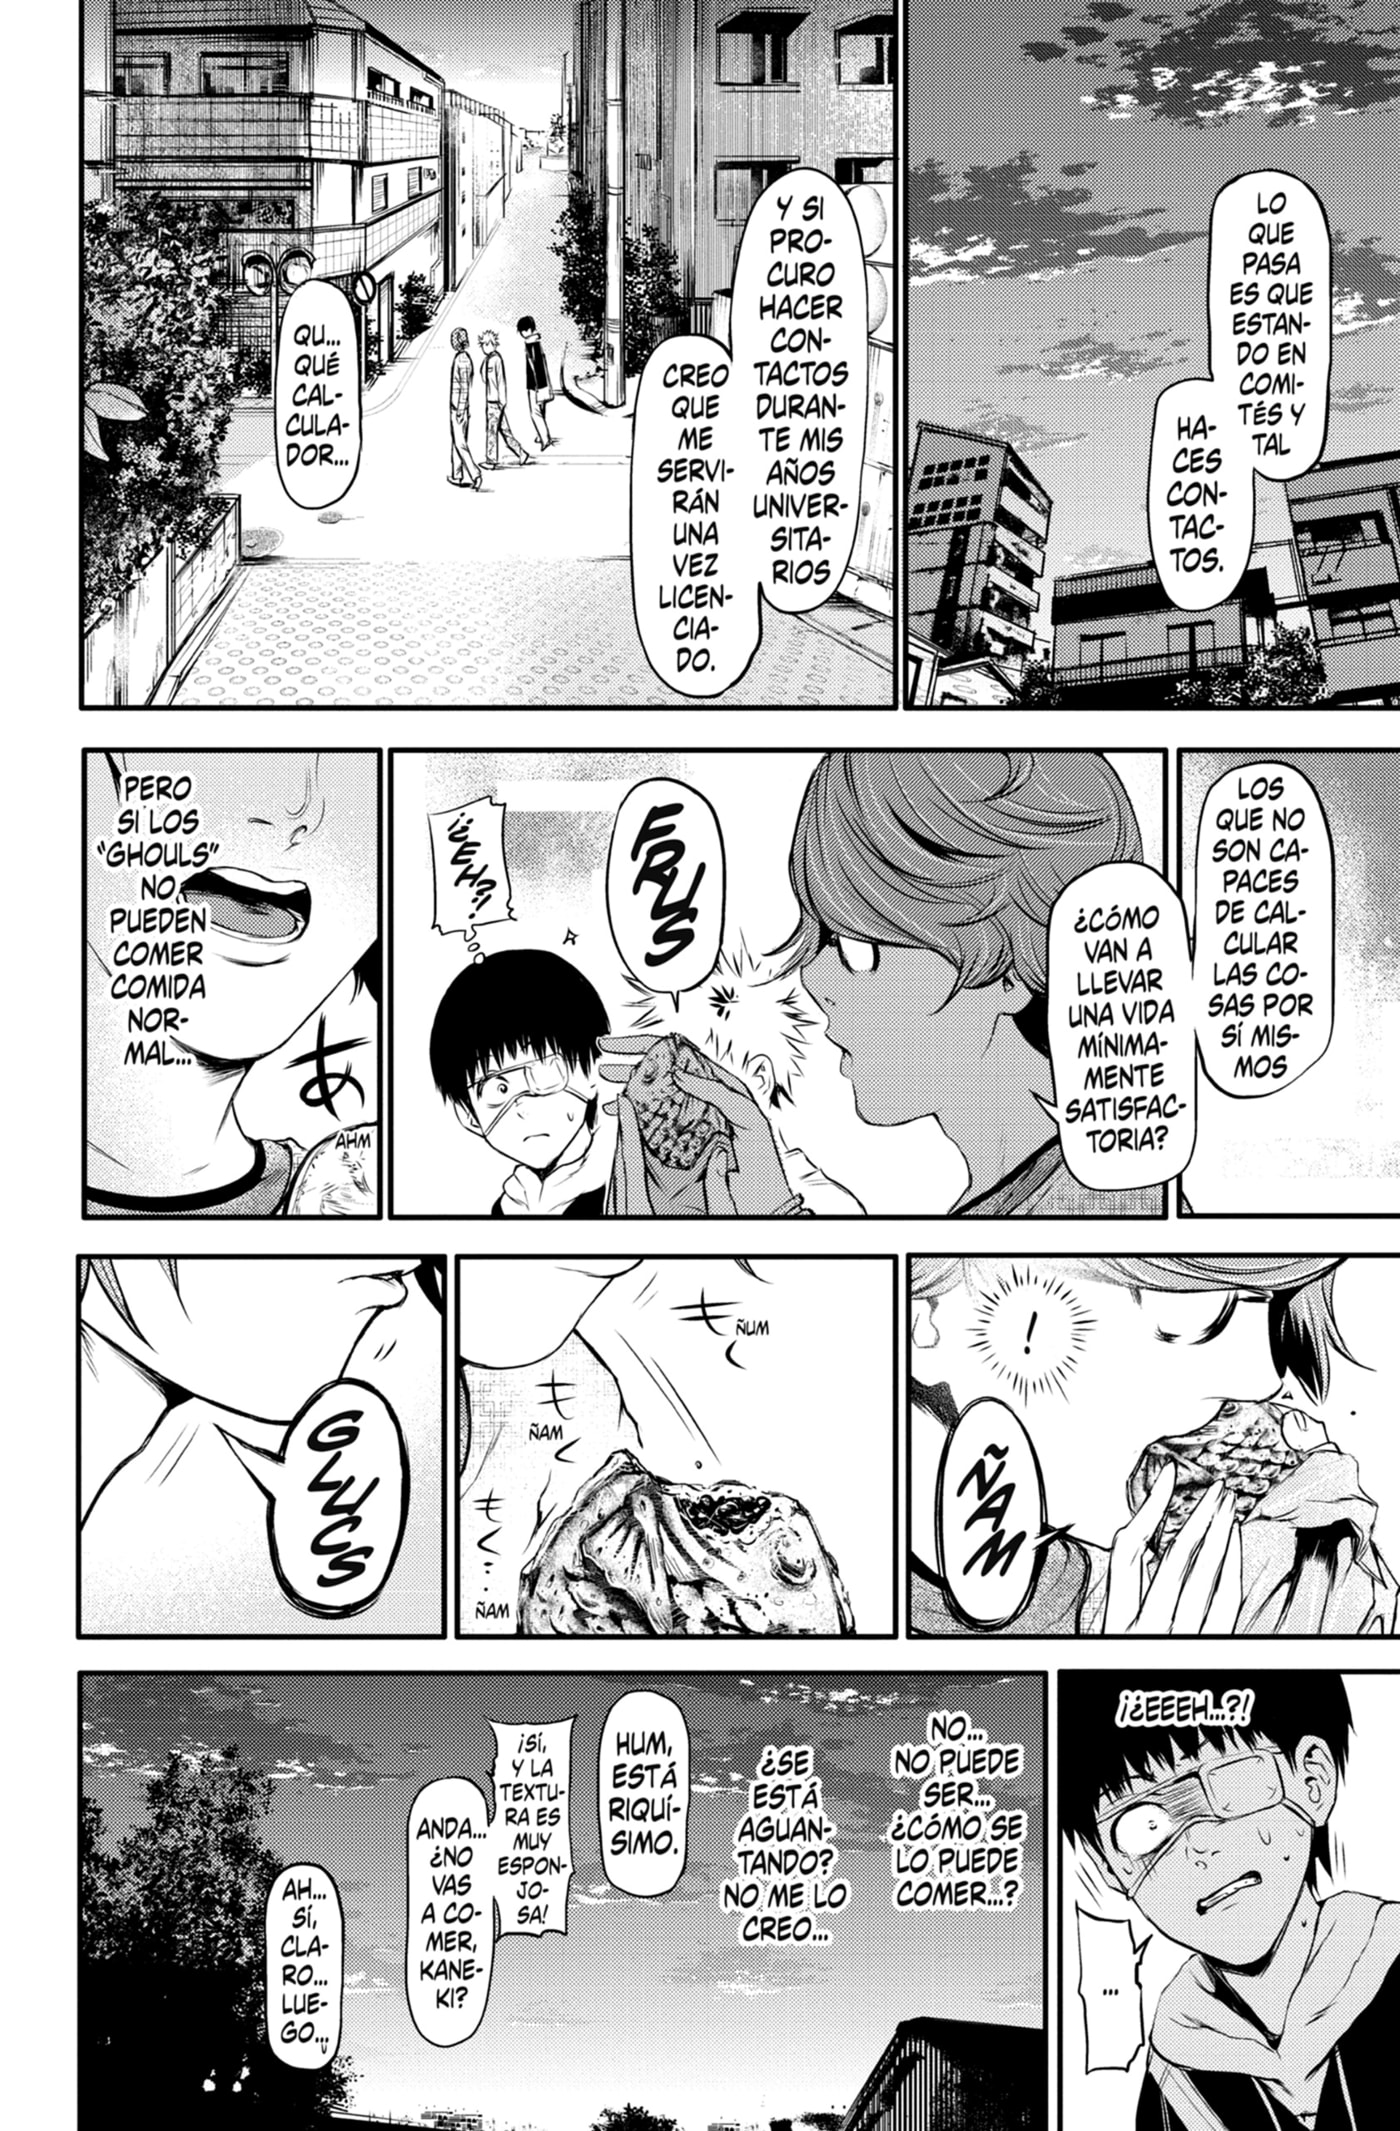 LO
QUE
PASA
ES QUE
ESTAN-
DO EN
COMI-
TÉS Y
TAL
HA-
CES
CON-
TAC-
TOS.
Y SI
PRO-
CURO
HACER
CON-
TACTOS
DURAN-
TE MIS
AÑOS
UNIVER-
SITA-
RIOS
CREO
QUE
ME
SERVI-
RÁN
UNA
VEZ
LICEN-
CIA-
DO.
QU...
QUÉ
CAL-
CULA-
DOR...
LOS
QUE NO
SON CA-
PACES
DE CAL-
CULAR
LAS CO-
SAS POR
SÍ MIS-
MOS
¿CÓMO
VAN A
LLEVAR
UNA VIDA
MÍNIMA-
MENTE
SATISFAC-
TORIA?
FRUS
¡¿EH?!
PERO
SI LOS
"GHOULS"
NO
PUEDEN
COMER
COMIDA
NOR-
MAL...
あ
AHM
!
ÑAM
も
ÑUM
く
も
ÑAM
ぐ
も
ぐ...
ÑAM
GLUCS
¡¿EEEH...?!
...
NO...
NO PUEDE
SER...
¿CÓMO SE
LO PUEDE
COMER...?
¿SE
ESTÁ
AGUAN-
TANDO?
NO ME LO
CREO...
HUM,
ESTÁ
RIQUÍ-
SIMO.
¡SÍ,
Y LA
TEXTU-
RA ES
MUY
ESPON-
JO-
SA!
ANDA...
¿NO
VAS
A CO-
MER,
KANE-
KI?
AH...
SÍ,
CLA-
RO...
LUE-
GO...